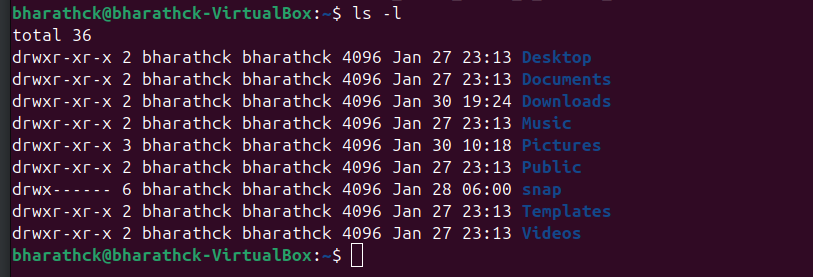 bharathck@bharathck-VirtualBox:~$ ls -l
total 36
drwxr-xr-x 2 bharathck bharathck 4096 Jan 27 23:13 Desktop
drwxr-xr-x 2 bharathck bharathck 4096 Jan 27 23:13 Documents
drwxr-xr-x 2 bharathck bharathck 4096 Jan 30 19:24 Downloads
drwxr-xr-x 2 bharathck bharathck 4096 Jan 27 23:13 Music
drwxr-xr-x 3 bharathck bharathck 4096 Jan 30 10:18 Pictures
drwxr-xr-x 2 bharathck bharathck 4096 Jan 27 23:13 Public
drwx------ 6 bharathck bharathck 4096 Jan 28 06:00 snap
drwxr-xr-x 2 bharathck bharathck 4096 Jan 27 23:13 Templates
drwxr-xr-x 2 bharathck bharathck 4096 Jan 27 23:13 Videos
bharathck@bharathck-VirtualBox:~$